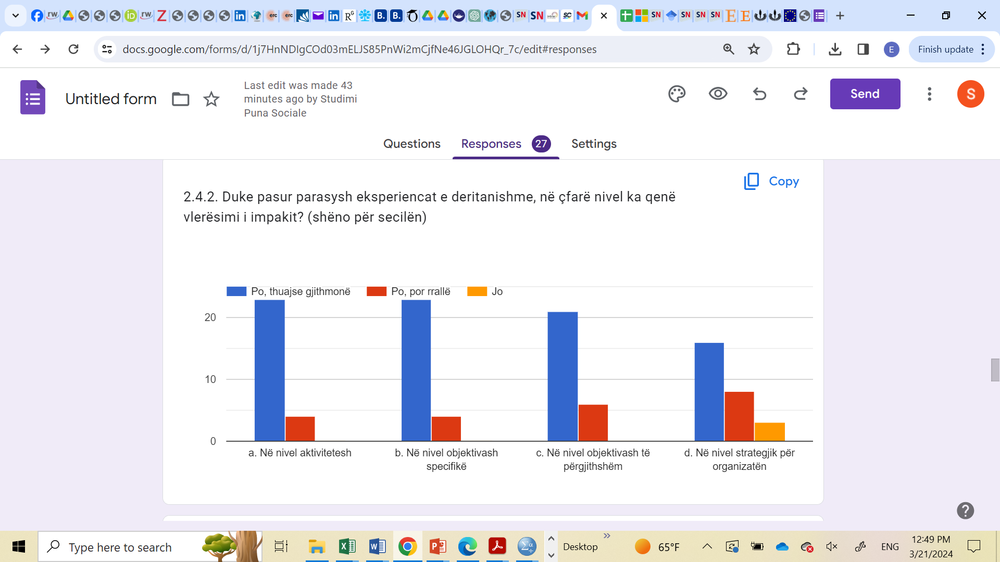 docs.google.com/forms/d/1j7HnNDIgCOd03mELJS85PnWi2mCjfNe46JGLOHQr_7c/edit#responses
E
Finish update
Untitled form
Last edit was made 43
minutes ago by Studimi
Puna Sociale
Send
S
Questions
Responses
27
Settings
Copy
2.4.2. Duke pasur parasysh eksperiencat e deritanishme, në çfarë nivel ka qenë
vlerësimi i impakit? (shëno për secilën)
Po, thuajse gjithmonë
Po, por rrallë
Jo
20
10
0
a. Në nivel aktivitetesh
b. Në nivel objektivash
specifikë
c. Në nivel objektivash të
përgjithshëm
d. Në nivel strategjik për
organizatën
Type here to search
Desktop
65°F
ENG
12:49 PM
3/21/2024